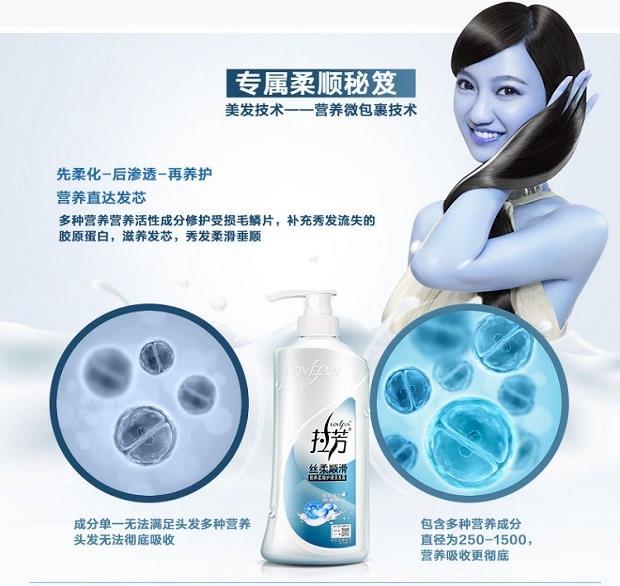 专属柔顺秘笈
美发技术——营养微包裹技术
先柔化-后渗透-再养护
营养直达发芯
多种营养营养活性成分修护受损毛鳞片，补充秀发流失的
胶原蛋白，滋养发芯，秀发柔滑垂顺
LOVEFUN
LOVEFUN
拉芳
丝柔顺滑
成分单一无法满足头发多种营养
头发无法彻底吸收
包含多种营养成分
直径为250-1500，
营养吸收更彻底